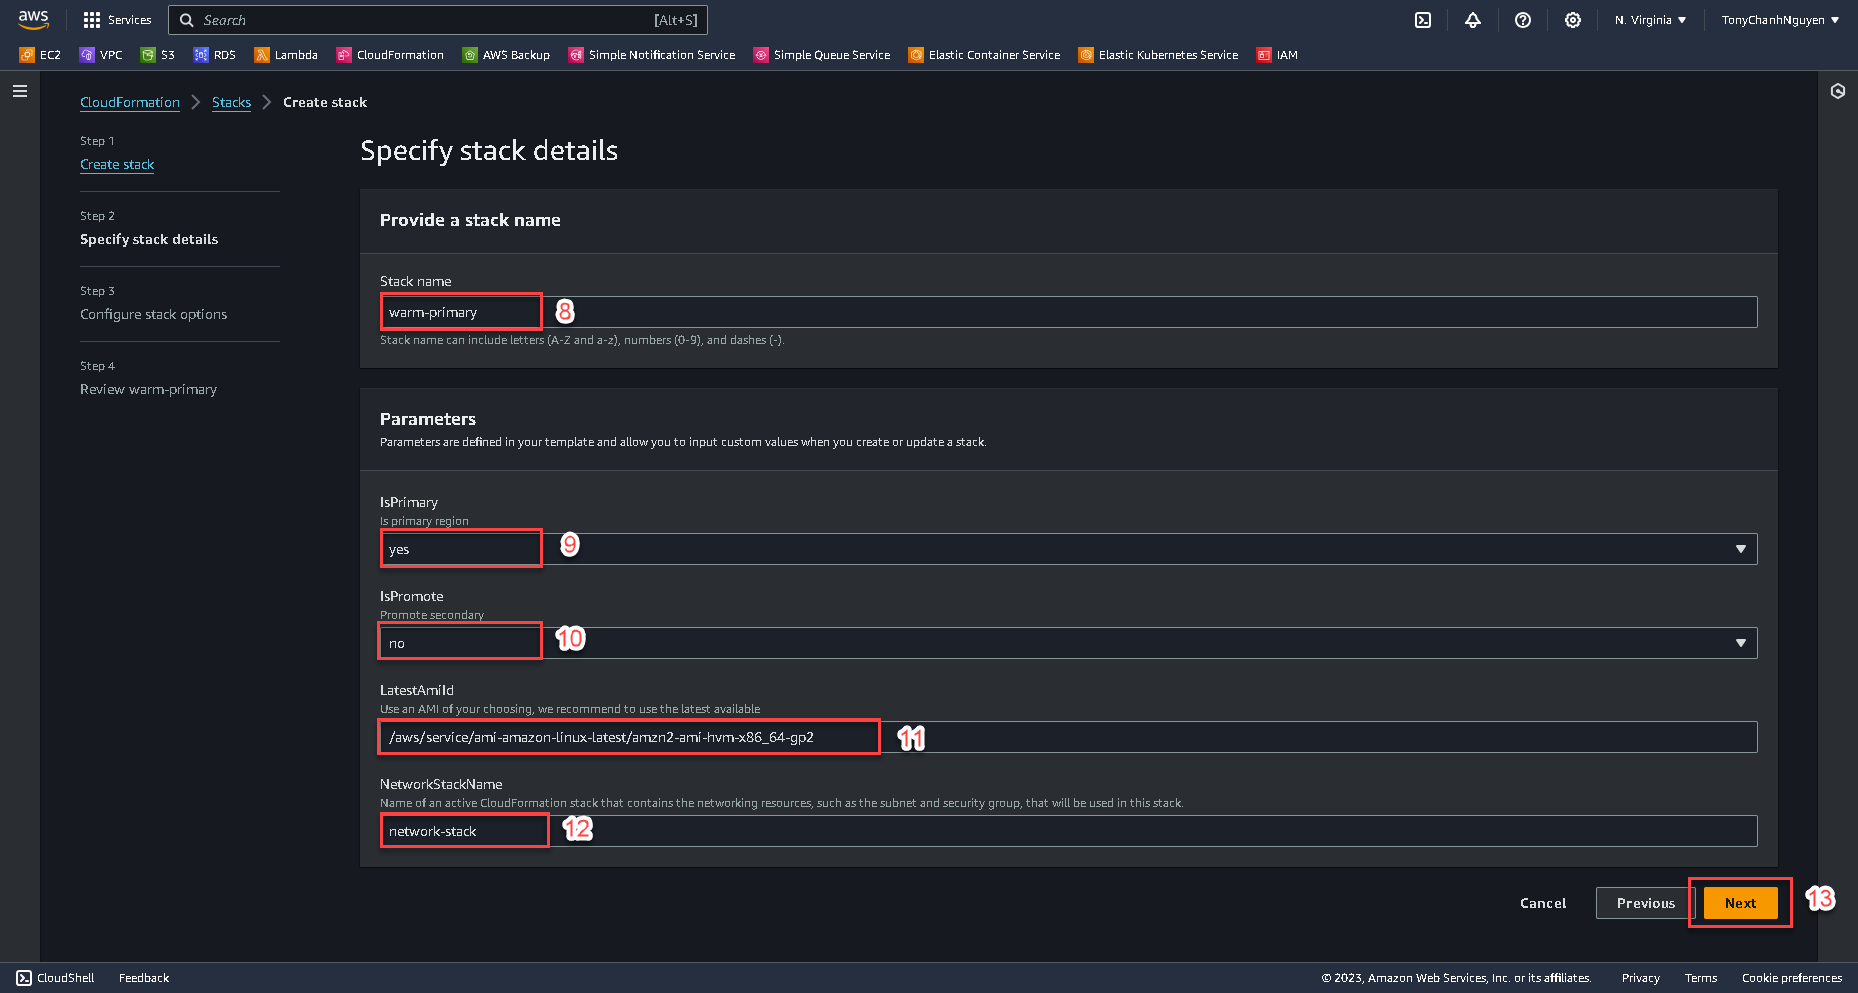 aws
Services
Search
[Alt+S]
N. Virginia
TonyChanhNguyen
EC2
VPC
S3
RDS
Lambda
CloudFormation
AWS Backup
Simple Notification Service
Simple Queue Service
Elastic Container Service
Elastic Kubernetes Service
IAM
CloudFormation
Stacks
Create stack
Step 1
Create stack
Step 2
Specify stack details
Step 3
Configure stack options
Step 4
Review warm-primary
Specify stack details
Provide a stack name
Stack name
warm-primary
8
Stack name can include letters (A-Z and a-z), numbers (0-9), and dashes (-).
Parameters
Parameters are defined in your template and allow you to input custom values when you create or update a stack.
IsPrimary
Is primary region
yes
9
IsPromote
Promote secondary
no
10
LatestAmiId
Use an AMI of your choosing, we recommend to use the latest available
/aws/service/ami-amazon-linux-latest/amzn2-ami-hvm-x86_64-gp2
11
NetworkStackName
Name of an active CloudFormation stack that contains the networking resources, such as the subnet and security group, that will be used in this stack.
network-stack
12
Cancel
Previous
Next
13
CloudShell
Feedback
© 2023, Amazon Web Services, Inc. or its affiliates.
Privacy
Terms
Cookie preferences